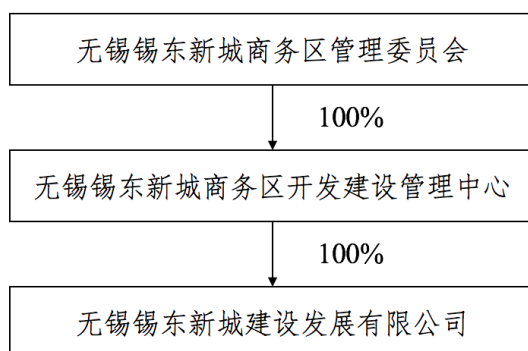 无锡锡东新城商务区管理委员会
100%
无锡锡东新城商务区开发建设管理中心
100%
无锡锡东新城建设发展有限公司